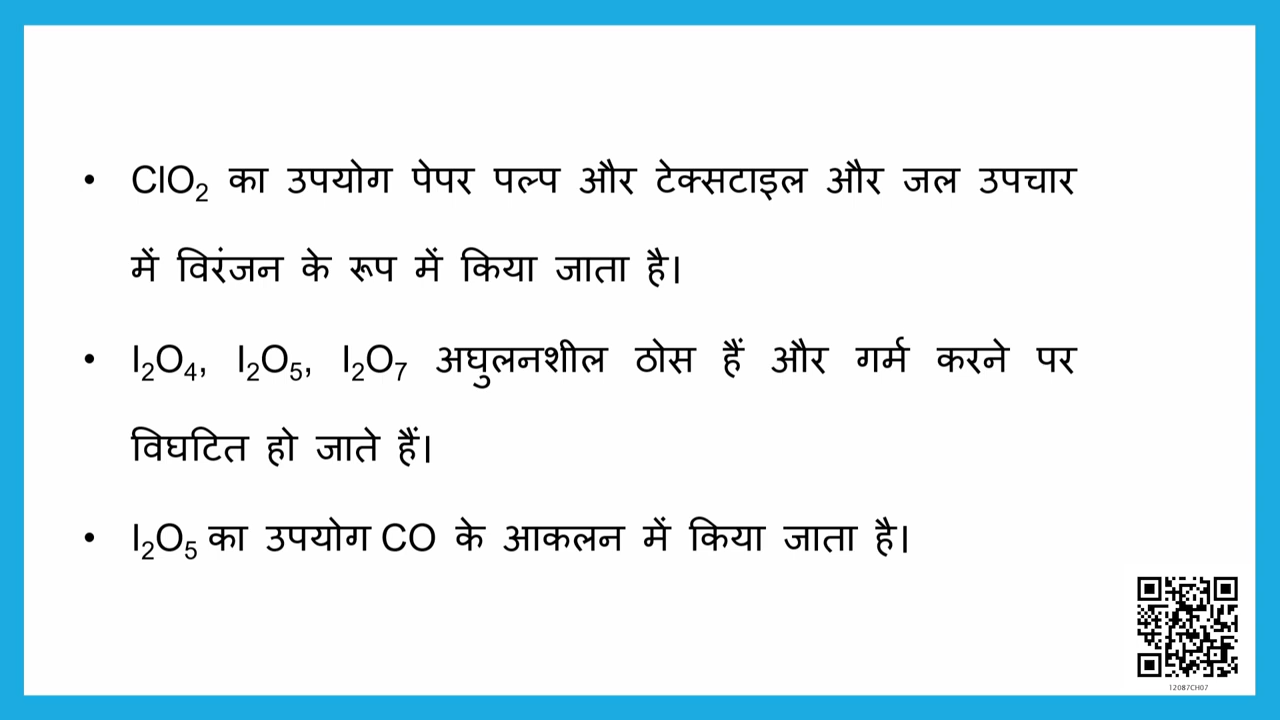 • ClO₂ का उपयोग पेपर पल्प और टेक्सटाइल और जल उपचार
में विरंजन के रूप में किया जाता है।
• I₂O₄, I₂O₅, I₂O₇ अघुलनशील ठोस हैं और गर्म करने पर
विघटित हो जाते हैं।
• I₂O₅ का उपयोग CO के आकलन में किया जाता है।
12087CH07